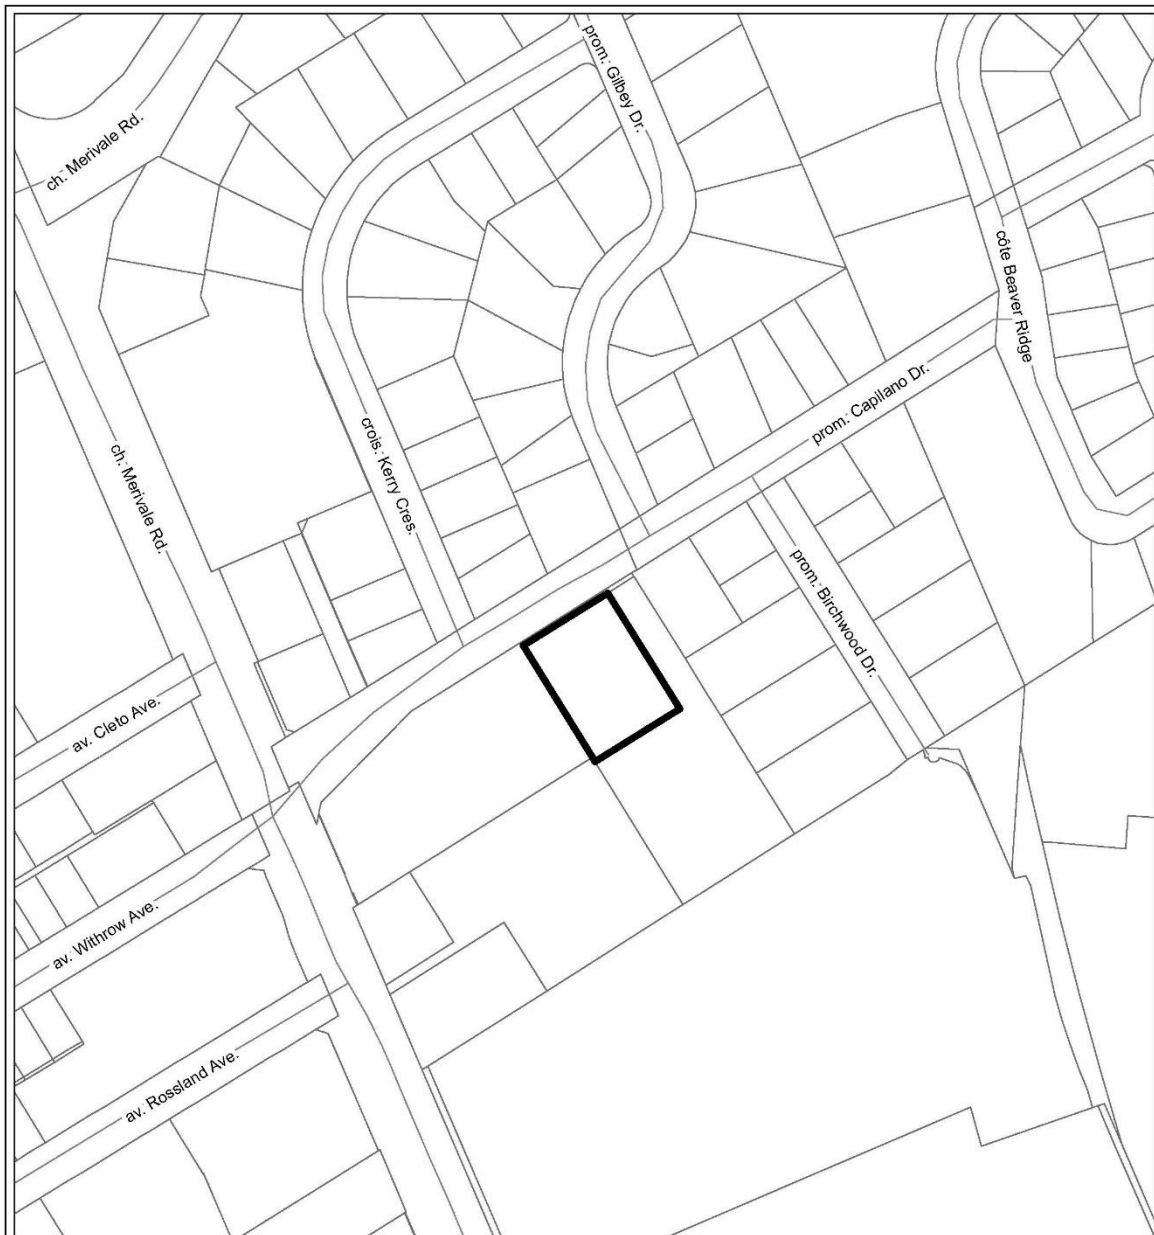 prom. Gilbey Dr.
ch. Merivale Rd.
côte Beaver Ridge
prom. Capilano Dr.
crois. Kerry Cres.
ch. Merivale Rd.
prom. Birchwood Dr.
av. Cleto Ave.
av. Withrow Ave.
av. Rossland Ave.